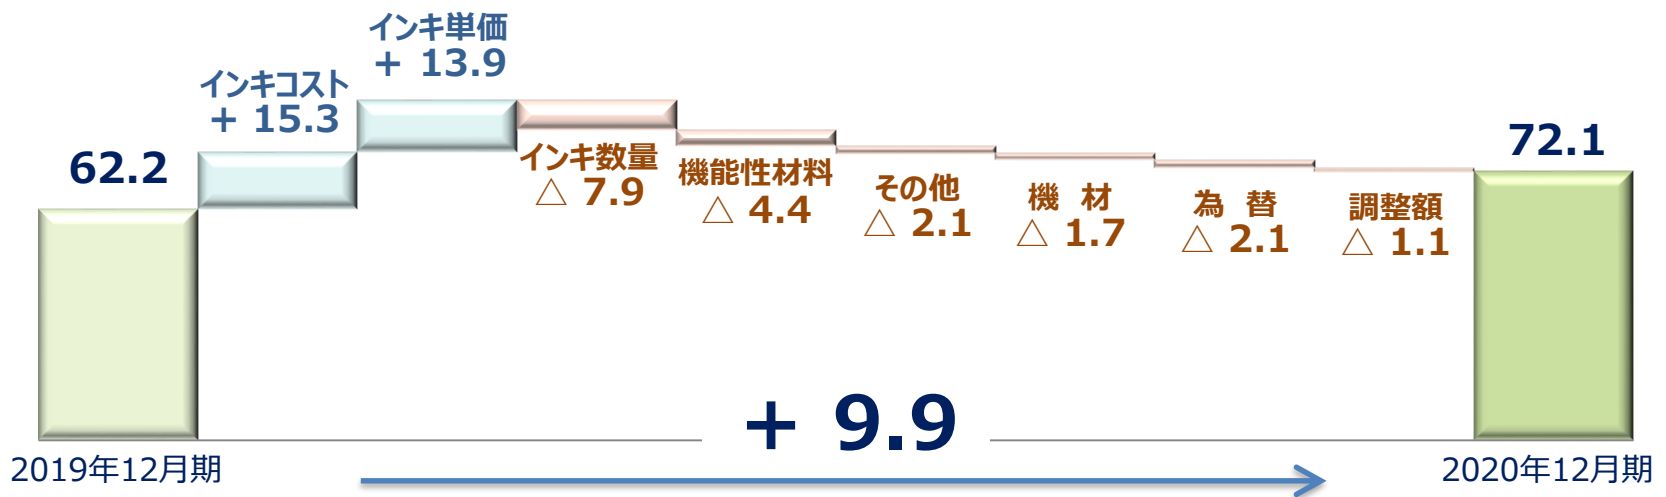 インキ単価
+ 13.9
インキコスト
+ 15.3
62.2
インキ数量
△ 7.9
機能性材料
△ 4.4
その他
△ 2.1
機 材
△ 1.7
為 替
△ 2.1
調整額
△ 1.1
72.1
+ 9.9
2019年12月期
2020年12月期